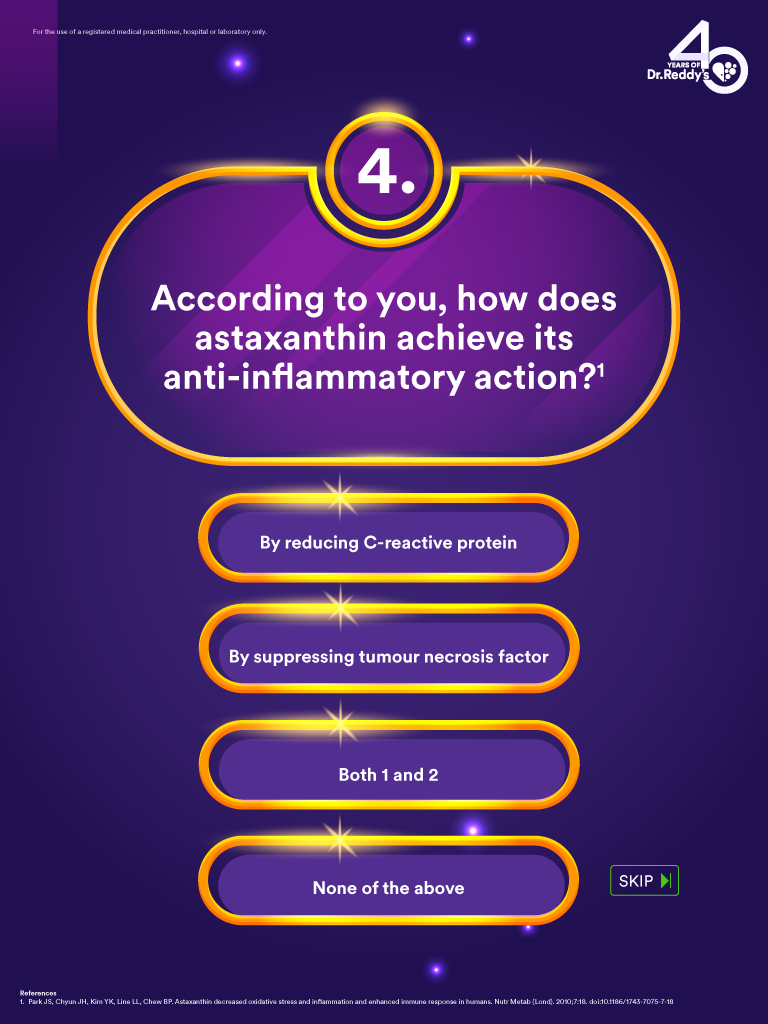 For the use of a registered medical practitioner, hospital or laboratory only.
40
YEARS OF
Dr.Reddy's
4.
According to you, how does
astaxanthin achieve its
anti-inflammatory action?¹
By reducing C-reactive protein
By suppressing tumour necrosis factor
Both 1 and 2
None of the above
SKIP
References
1. Park JS, Chyun JH, Kim YK, Line LL, Chew BP. Astaxanthin decreased oxidative stress and inflammation and enhanced immune response in humans. Nutr Metab (Lond). 2010;7:18. doi:10.1186/1743-7075-7-18